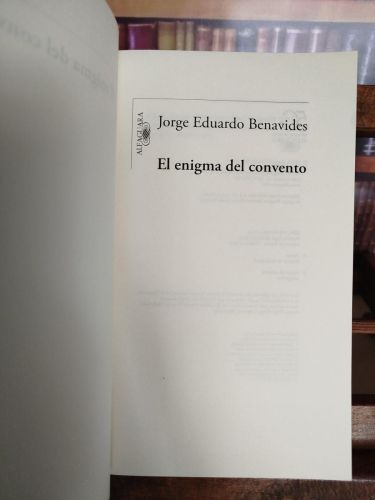 Jorge Eduardo Benavides
ALFAGUARA
El enigma del convento